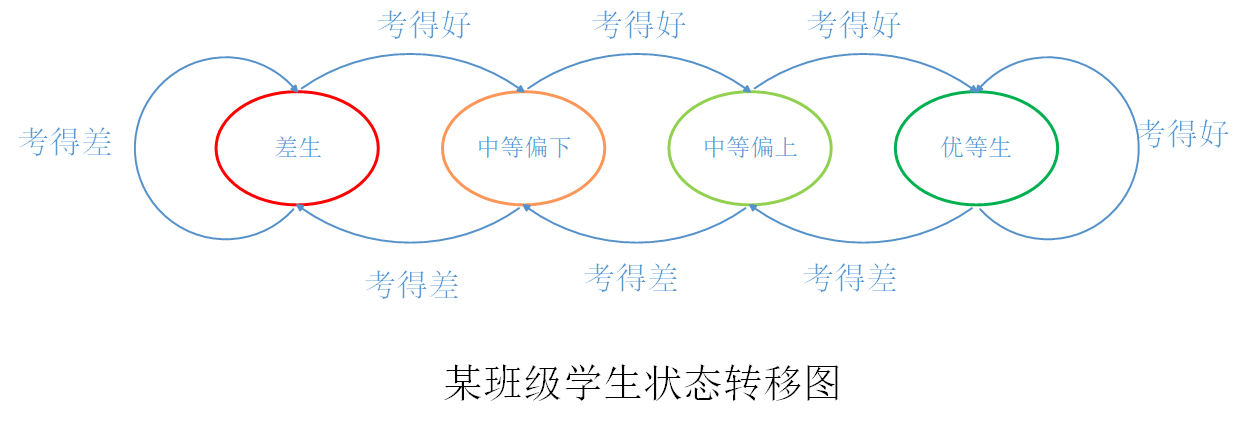 考得好 考得好 考得好
考得差 差生 中等偏下 中等偏上 优等生 考得好
考得差 考得差 考得差
某班级学生状态转移图